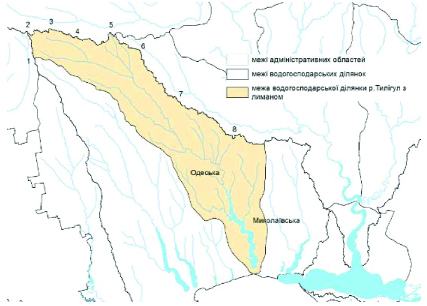 2
3
4
5
6
1
7
8
межі адміністративних областей
межі водогосподарських ділянок
межа водогосподарської ділянки р.Тилігул з
лиманом
Одеська
Миколаївська